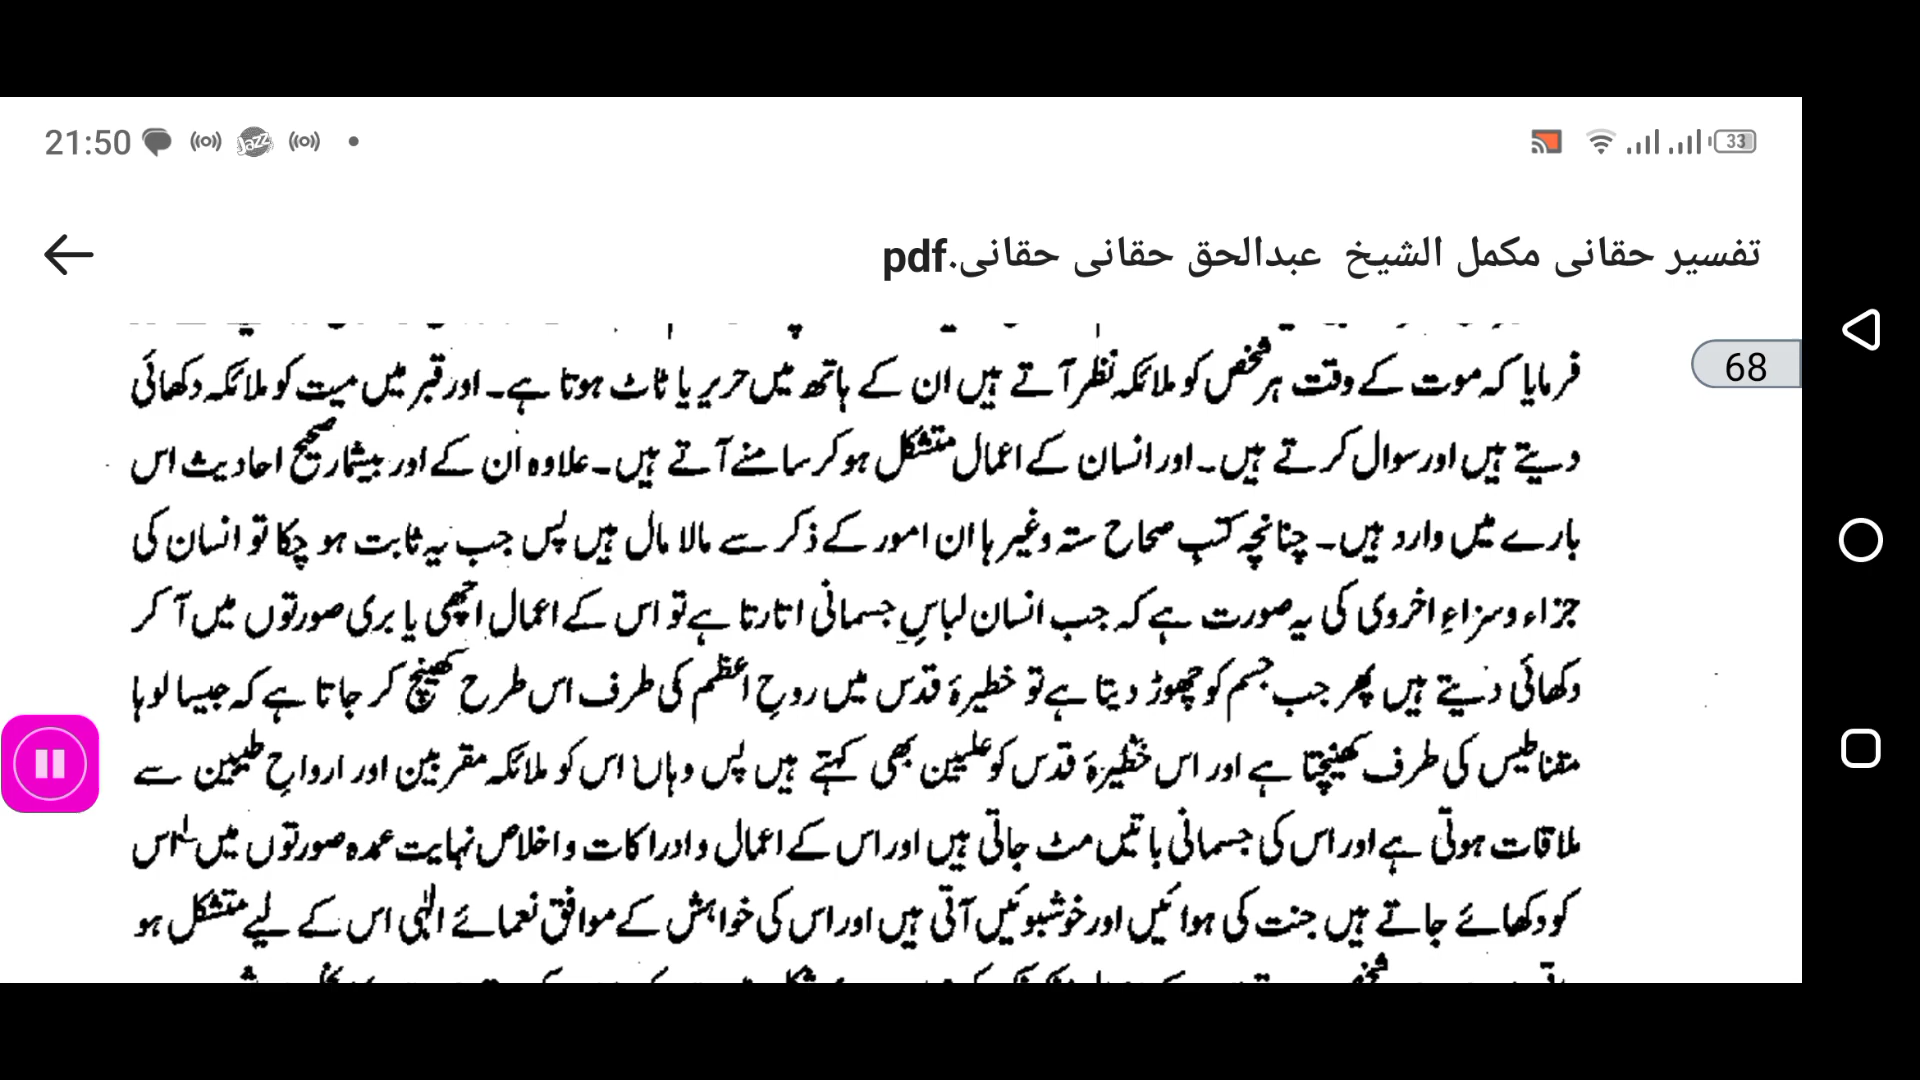 21:50
Jazz
33
تفسیر حقانی مکمل الشیخ عبدالحق حقانی حقانی.pdf
68
فرمایا کہ موت کے وقت ہر شخص کو ملائکہ نظر آتے ہیں ان کے ہاتھ میں حریر یا ٹاٹ ہوتا ہے۔ اور قبر میں میت کو ملائکہ دکھائی
دیتے ہیں اور سوال کرتے ہیں۔ اور انسان کے اعمال متشکل ہو کر سامنے آتے ہیں۔ علاوہ ان کے اور بیشمار صحیح احادیث اس
بارے میں وارد ہیں۔ چنانچہ کتبِ صحاح ستہ وغیرہا ان امور کے ذکر سے مالا مال ہیں پس جب یہ ثابت ہو چکا تو انسان کی
جزاء و سزاءِ اخروی کی یہ صورت ہے کہ جب انسان لباسِ جسمانی اتارتا ہے تو اس کے اعمال اچھی یا بری صورتوں میں آ کر
دکھائی دیتے ہیں پھر جب جسم کو چھوڑ دیتا ہے تو خطیرۂ قدس میں روحِ اعظم کی طرف اس طرح کھینچ کر جاتا ہے کہ جیسا لوہا
مقناطیس کی طرف کھینچتا ہے اور اس خطیرۂ قدس کو علیین بھی کہتے ہیں پس وہاں اس کو ملائکہ مقربین اور ارواحِ طیبین سے
ملاقات ہوتی ہے اور اس کی جسمانی باتیں مٹ جاتی ہیں اور اس کے اعمال و ادراکات و اخلاص نہایت عمدہ صورتوں میں اس
کو دکھائے جاتے ہیں جنت کی ہوائیں اور خوشبوئیں آتی ہیں اور اس کی خواہش کے موافق نعمائے الٰہی اس کے لیے متشکل ہو